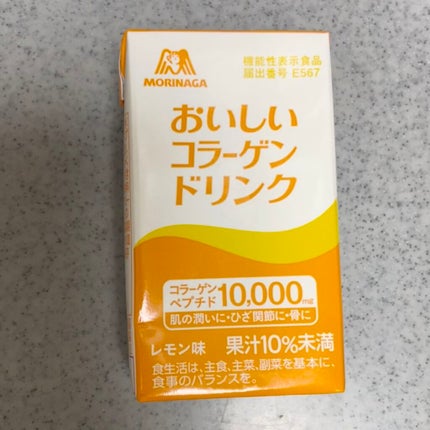 機能性表示食品
届出番号 E567
MORINAGA
おいしい
コラーゲン
ドリンク
コラーゲン
ペプチド 10,000mg
肌の潤いに・ひざ関節に・骨に
レモン味 果汁10%未満
食生活は、主食、主菜、副菜を基本に、
食事のバランスを。